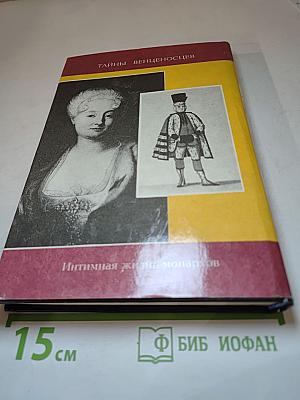 ТАЙНЫ ВЕНЦЕНОСЦЕВ
Интимная жизнь монархов
15 см
Ф БИБ ИОФАН